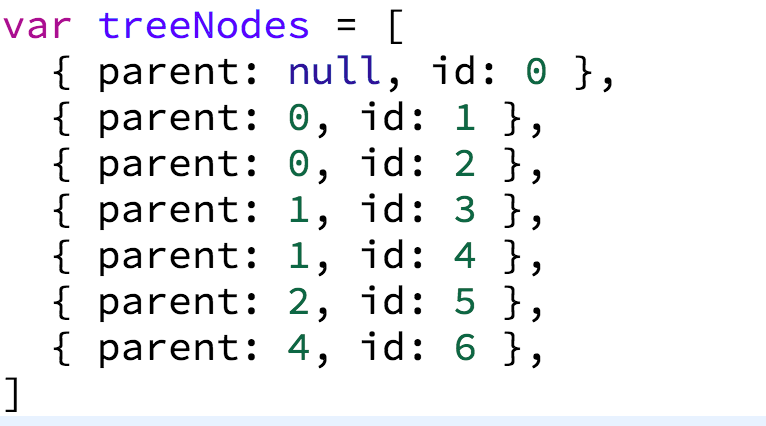 var treeNodes = [
  { parent: null, id: 0 },
  { parent: 0, id: 1 },
  { parent: 0, id: 2 },
  { parent: 1, id: 3 },
  { parent: 1, id: 4 },
  { parent: 2, id: 5 },
  { parent: 4, id: 6 },
]